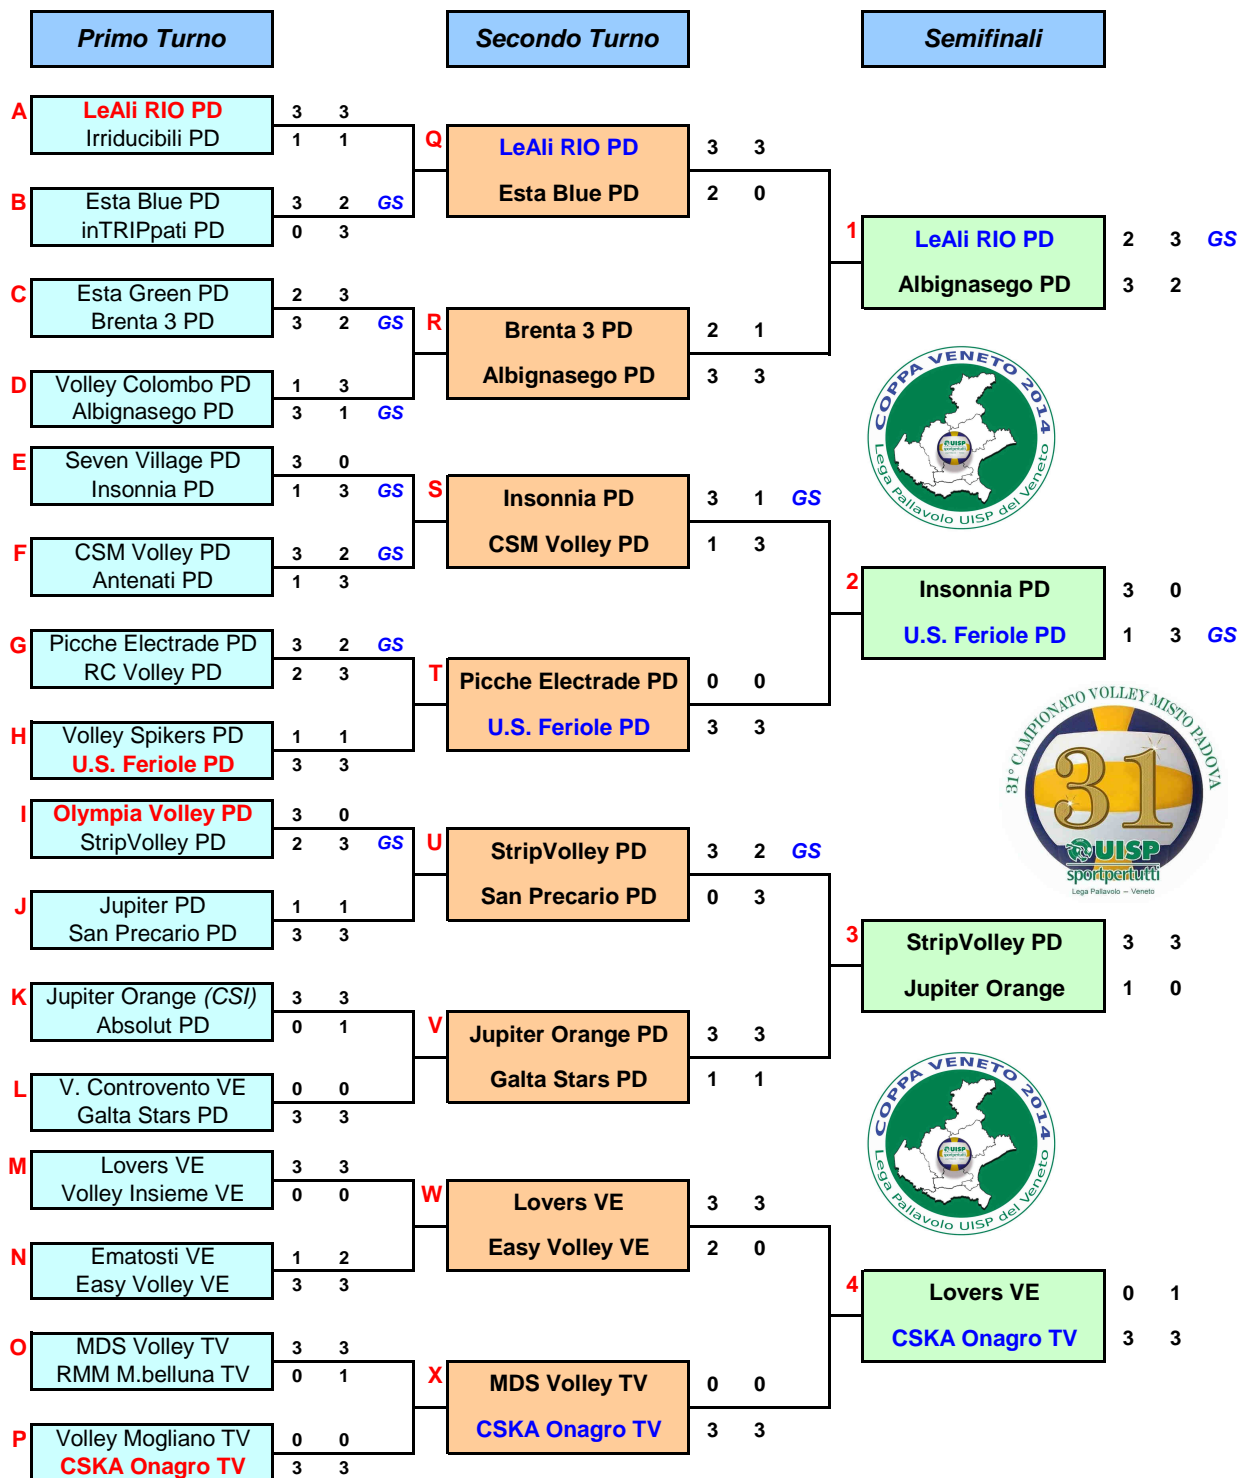 Primo Turno
Secondo Turno
Semifinali
A LeAli RIO PD 3 3
Irriducibili PD 1 1
B Esta Blue PD 3 2 GS
inTRIPpati PD 0 3
C Esta Green PD 2 3
Brenta 3 PD 3 2 GS
D Volley Colombo PD 1 3
Albignasego PD 3 1 GS
E Seven Village PD 3 0
Insonnia PD 1 3 GS
F CSM Volley PD 3 2 GS
Antenati PD 1 3
G Picche Electrade PD 3 2 GS
RC Volley PD 2 3
H Volley Spikers PD 1 1
U.S. Feriole PD 3 3
I Olympia Volley PD 3 0
StripVolley PD 2 3 GS
J Jupiter PD 1 1
San Precario PD 3 3
K Jupiter Orange (CSI) 3 3
Absolut PD 0 1
L V. Controvento VE 0 0
Galta Stars PD 3 3
M Lovers VE 3 3
Volley Insieme VE 0 0
N Ematosti VE 1 2
Easy Volley VE 3 3
O MDS Volley TV 3 3
RMM M.belluna TV 0 1
P Volley Mogliano TV 0 0
CSKA Onagro TV 3 3
Q LeAli RIO PD 3 3
Esta Blue PD 2 0
R Brenta 3 PD 2 1
Albignasego PD 3 3
S Insonnia PD 3 1 GS
CSM Volley PD 1 3
T Picche Electrade PD 0 0
U.S. Feriole PD 3 3
U StripVolley PD 3 2 GS
San Precario PD 0 3
V Jupiter Orange PD 3 3
Galta Stars PD 1 1
W Lovers VE 3 3
Easy Volley VE 2 0
X MDS Volley TV 0 0
CSKA Onagro TV 3 3
1 LeAli RIO PD 2 3 GS
Albignasego PD 3 2
COPPA VENETO 2014
UISP
sportpertutti
Lega Pallavolo UISP del Veneto
2 Insonnia PD 3 0
U.S. Feriole PD 1 3 GS
31° CAMPIONATO VOLLEY MISTO PADOVA
31
UISP
sportpertutti
Lega Pallavolo – Veneto
3 StripVolley PD 3 3
Jupiter Orange 1 0
COPPA VENETO 2014
UISP
sportpertutti
Lega Pallavolo UISP del Veneto
4 Lovers VE 0 1
CSKA Onagro TV 3 3